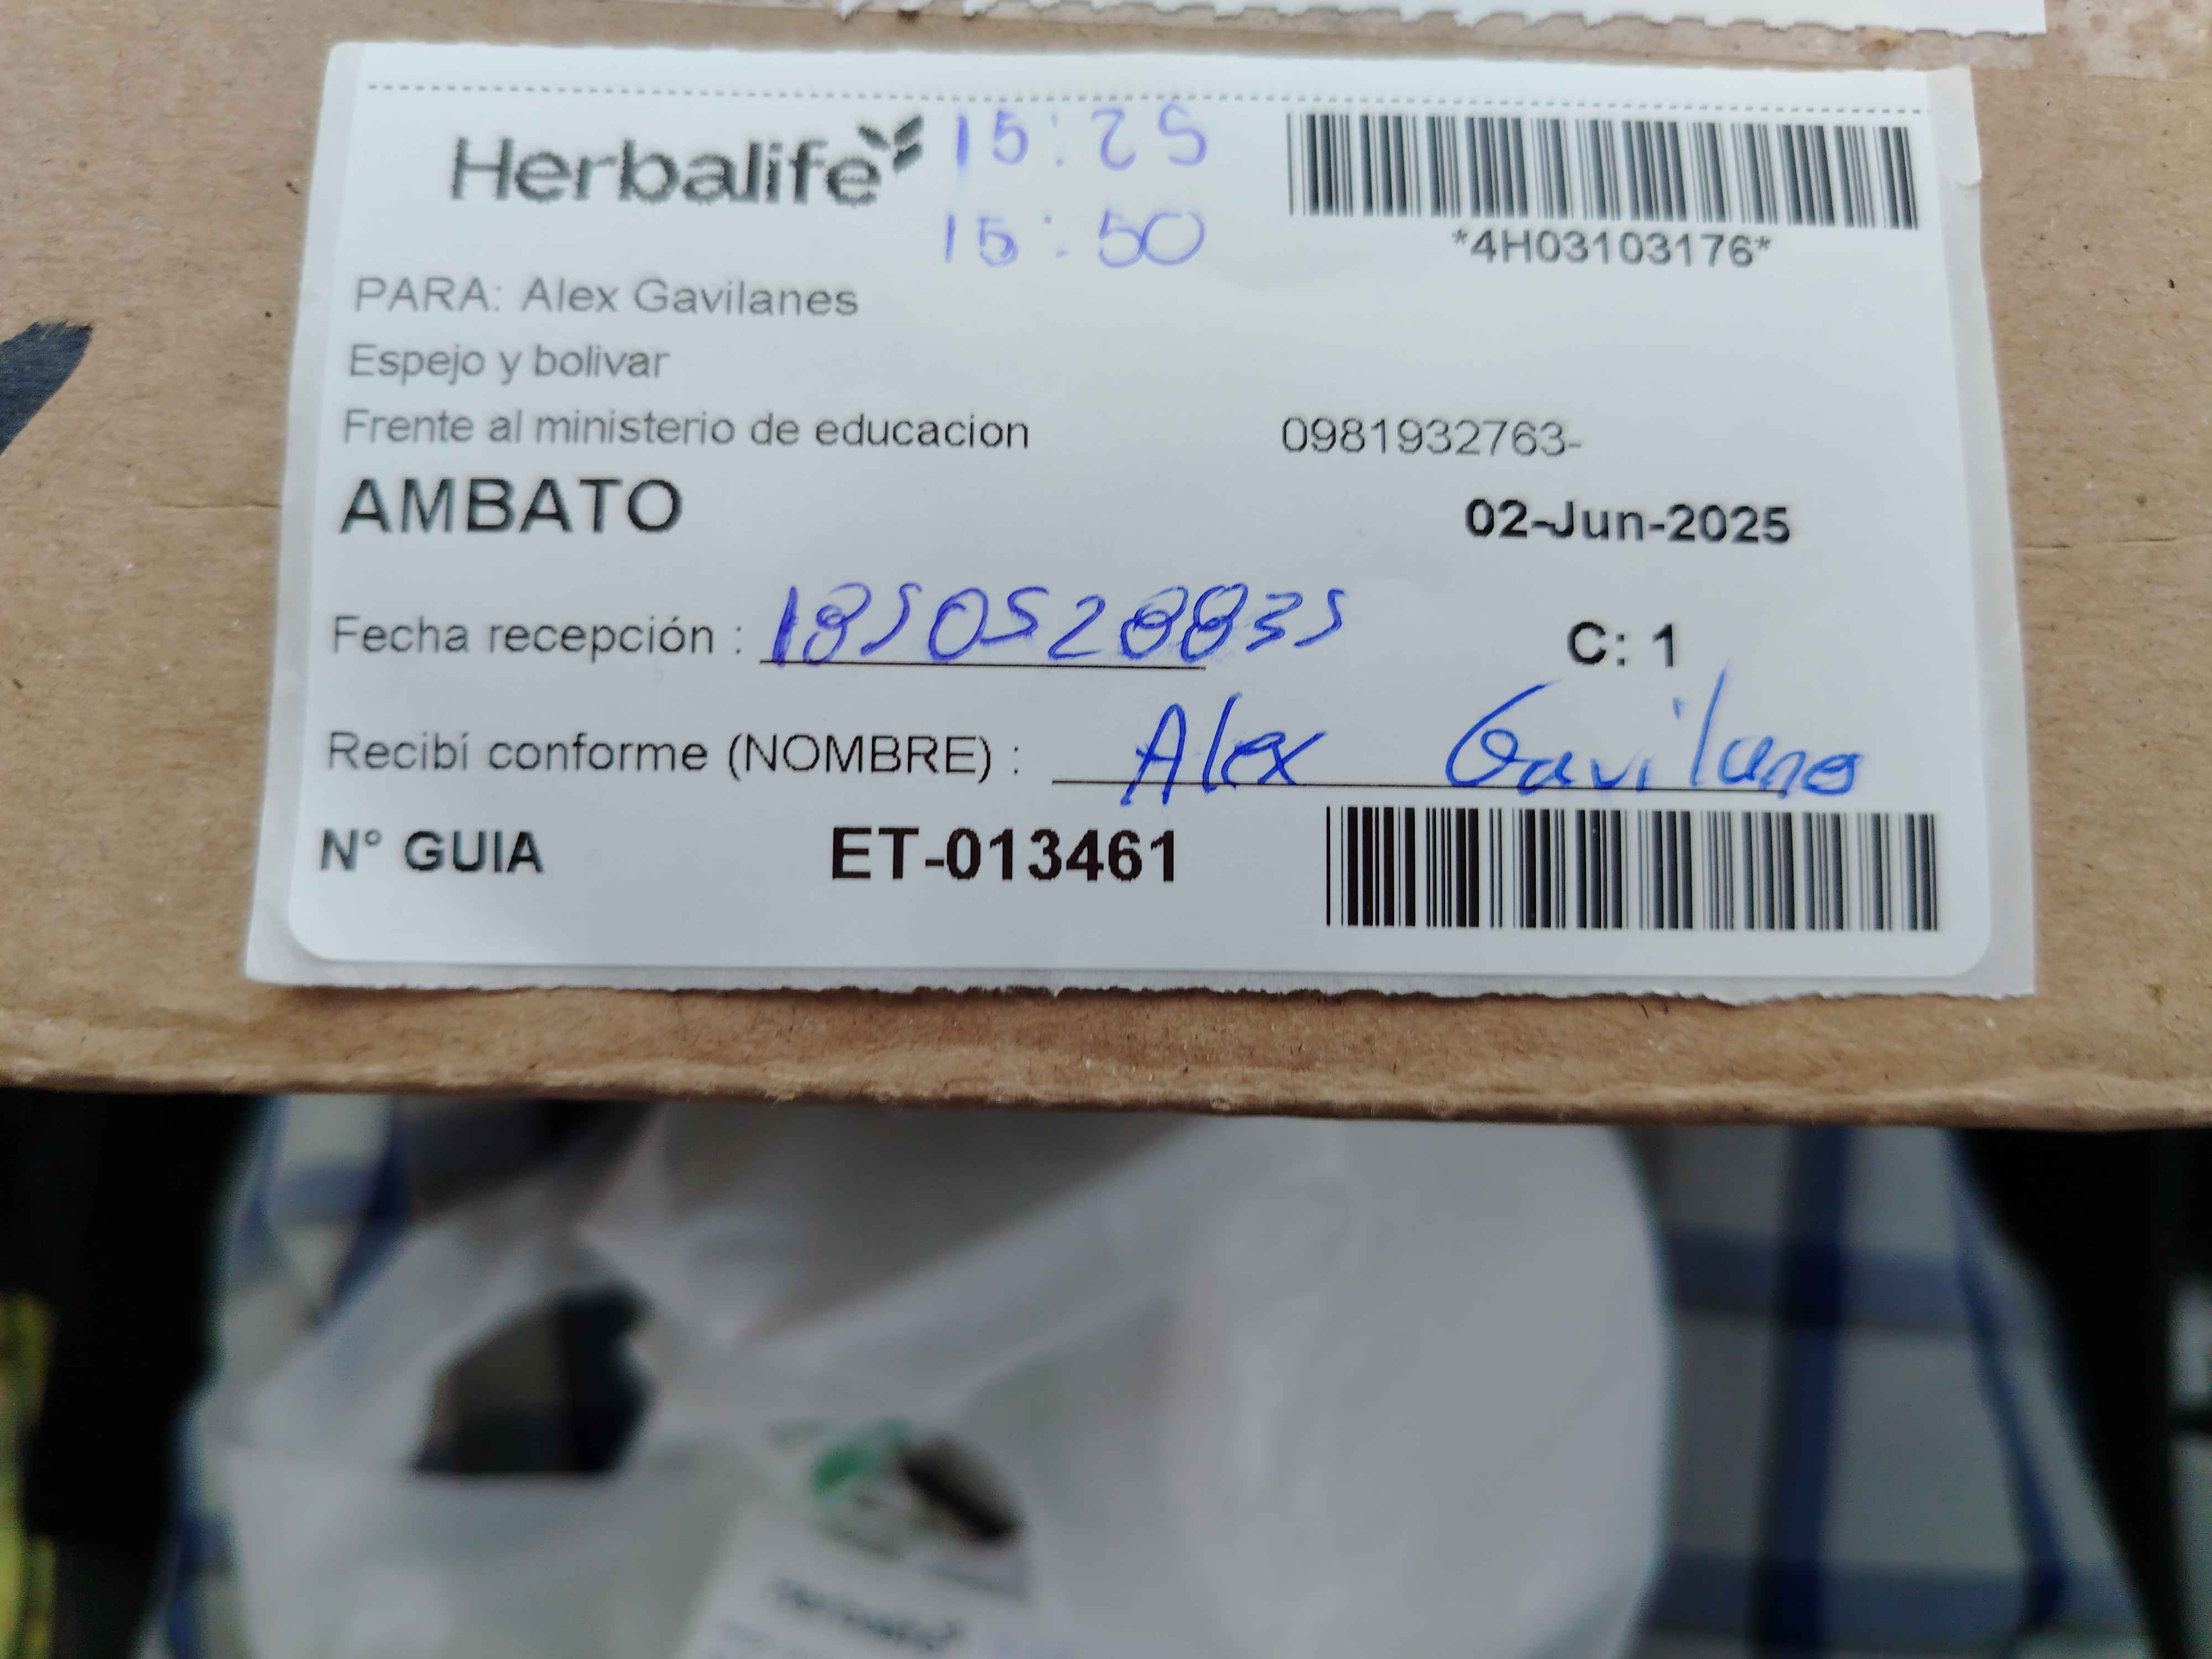 Herbalife
15:25
15:50
*4H03103176*
PARA: Alex Gavilanes
Espejo y bolivar
Frente al ministerio de educacion 0981932763-
AMBATO 02-Jun-2025
Fecha recepción : 1850528835 C: 1
Recibí conforme (NOMBRE) : Alex Gavilanes
N° GUIA ET-013461